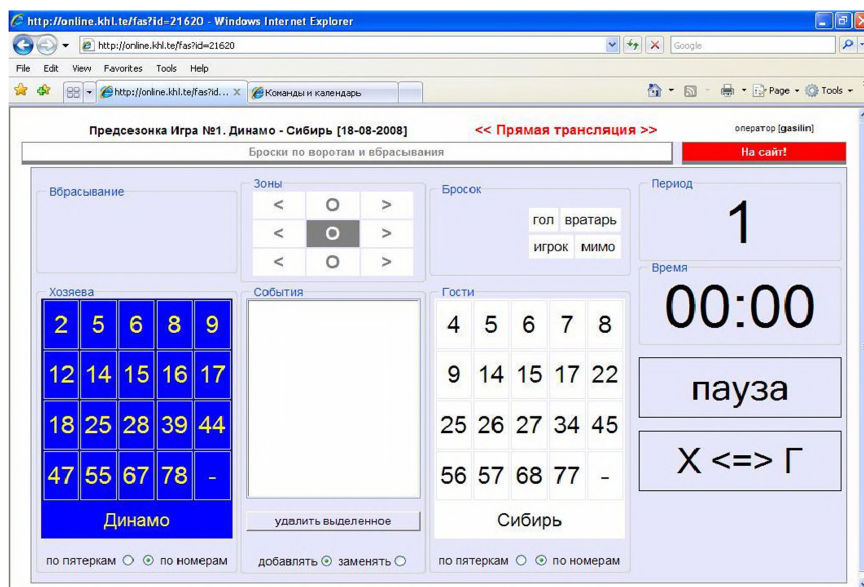 http://online.khl.te/fas?id=21620 - Windows Internet Explorer
http://online.khl.te/fas?id=21620
Google
File Edit View Favorites Tools Help
http://online.khl.te/fas?id... X Команды и календарь
Page Tools
Предсезонка Игра №1. Динамо - Сибирь [18-08-2008] << Прямая трансляция >> оператор [gasilin]
Броски по воротам и вбрасывания На сайт!
Вбрасывание Зоны Бросок Период
< O >
< O >
< O >
гол вратарь
игрок мимо
1
Время
00:00
Хозяева События Гости
2 5 6 8 9
12 14 15 16 17
18 25 28 39 44
47 55 67 78 -
Динамо
4 5 6 7 8
9 14 15 17 22
25 26 27 34 45
56 57 68 77 -
Сибирь
пауза
Х <=> Г
удалить выделенное
по пятеркам по номерам
добавлять заменять
по пятеркам по номерам